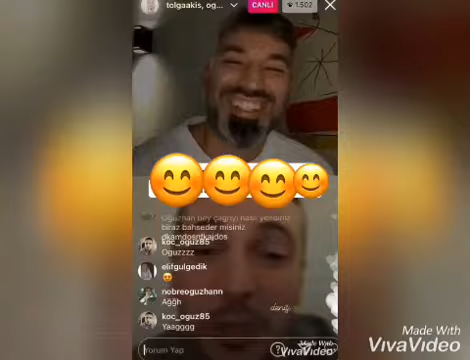 tolgaakis, og...
CANLI
1.502
Oğuzhan bey çağrıyı nasıl yendiniz
biraz bahseder misiniz
koc_oguz85
Oguzzzz
elifgulgedik
nobreoguzhann
Ağğh
koc_oguz85
Yaagggg
Yorum Yap
Made With
VivaVideo
Made With
VivaVideo